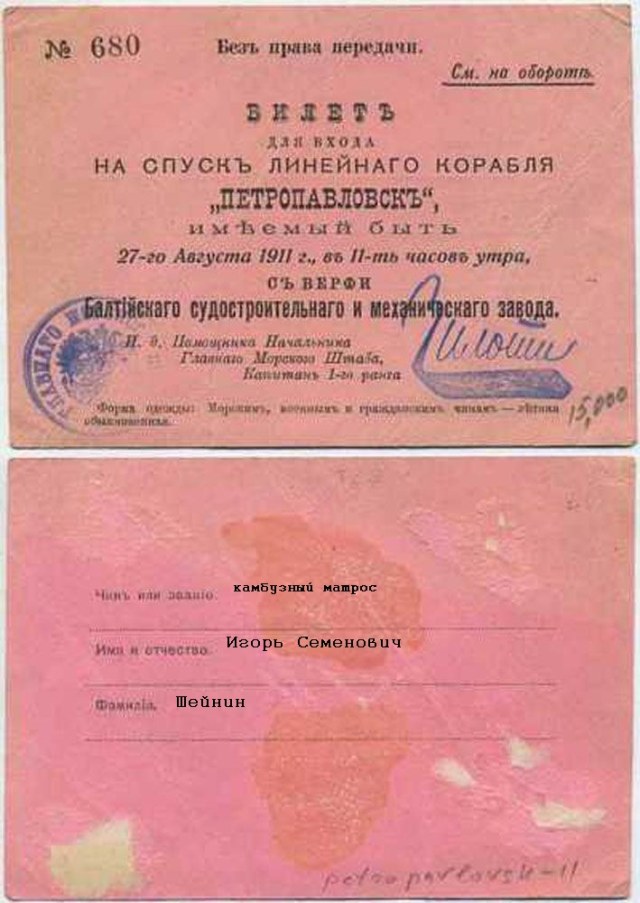 № 680 Безъ права передачи.
См. на оборотѣ.
БИЛЕТЪ
ДЛЯ ВХОДА
НА СПУСКЪ ЛИНЕЙНАГО КОРАБЛЯ
„ПЕТРОПАВЛОВСКЪ“,
имѣемый быть
27-го Августа 1911 г., въ 11-ть часовъ утра,
СЪ ВЕРФИ
Балтійскаго судостроительнаго и механическаго завода.
И. д. Помощника Начальника
Главнаго Морского Штаба,
Капитанъ 1-го ранга
15,000
Форма одежды: Морскимъ, военнымъ и гражданскимъ чинамъ — лѣтняя
обыкновенная.
Чинъ или званіе. камбузный матрос
Имя и отчество. Игорь Семенович
Фамилія. Шейнин
petropavlovsk-11